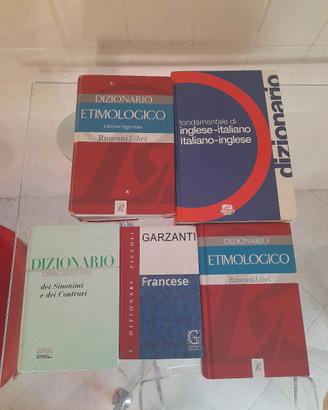 DIZIONARIO
ETIMOLOGICO
Edizione Aggiornata
RusconiLibri
R
dizionario
fondamentale di
inglese-italiano
italiano-inglese
DIZIONARIO
DEAGOSTINI
dei Sinonimi
e dei Contrari
I DIZIONARI PICCOLI
GARZANTI
Francese
G
DIZIONARIO
ETIMOLOGICO
RusconiLibri
R